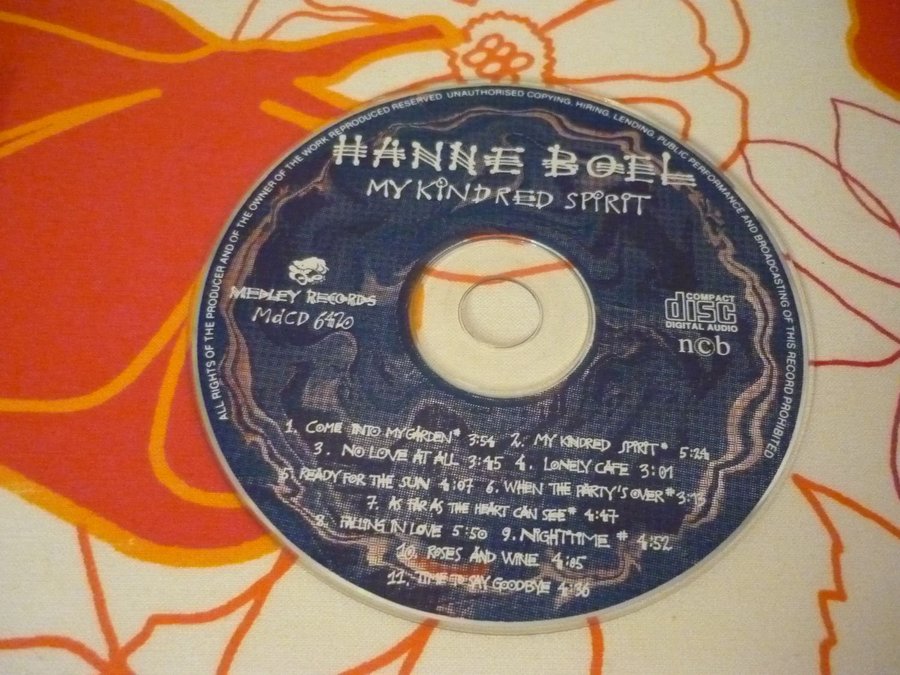 ALL RIGHTS OF THE PRODUCER AND OF THE OWNER OF THE WORK REPRODUCED RESERVED. UNAUTHORISED COPYING, HIRING, LENDING, PUBLIC PERFORMANCE AND BROADCASTING OF THIS RECORD PROHIBITED
HANNE BOEL
MY KINDRED SPIRIT
MEDLEY RECORDS
MdCD 6420
COMPACT
disc
DIGITAL AUDIO
n©b
1. COME INTO MY GARDEN* 3:54 2. MY KINDRED SPIRIT* 5:24
3. NO LOVE AT ALL 3:45 4. LONELY CAFE 3:01
5. READY FOR THE SUN 4:07 6. WHEN THE PARTY'S OVER* 3:13
7. AS FAR AS THE HEART CAN SEE* 4:47
8. FALLING IN LOVE 5:50 9. NIGHTTIME * 4:52
10. ROSES AND WINE 4:05
11. TIME TO SAY GOODBYE 4:36